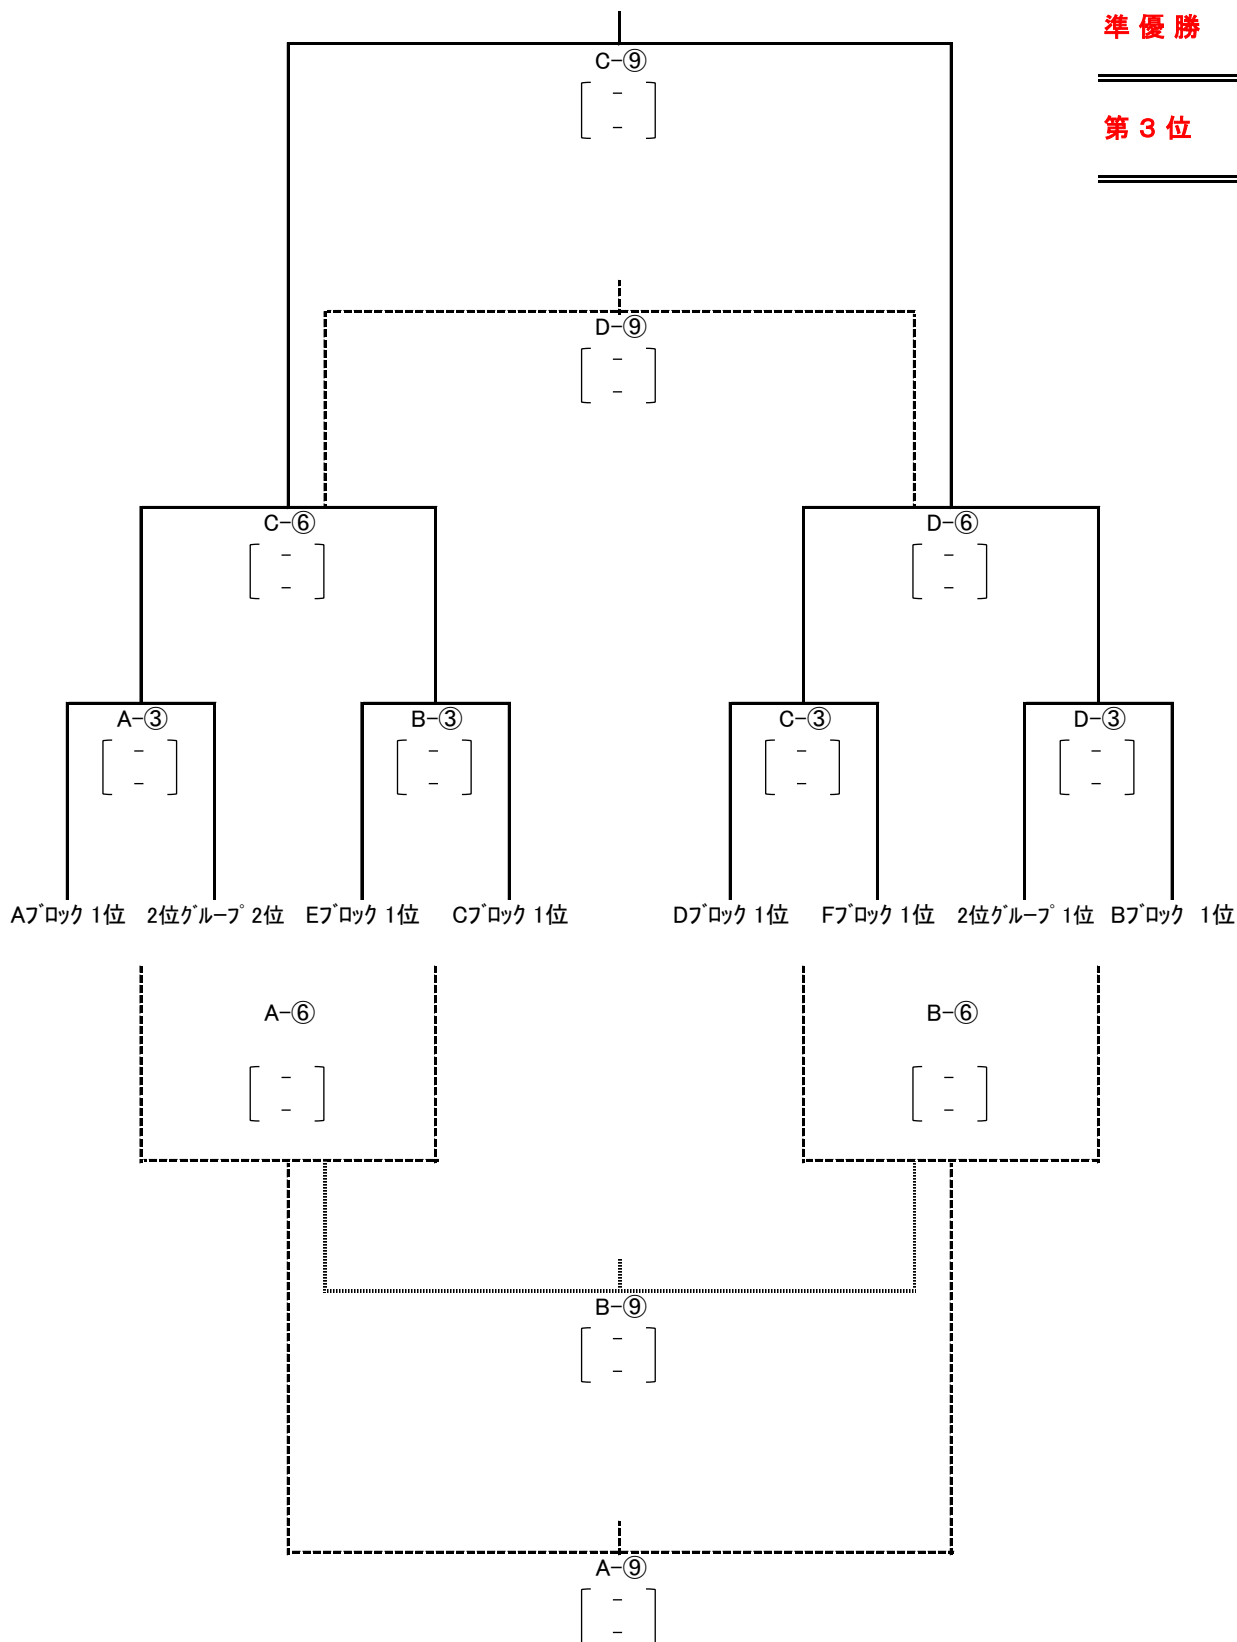 準 優 勝
C-⑨
-
-
第 ３ 位
D-⑨
-
-
C-⑥
-
-
D-⑥
-
-
A-③
-
-
B-③
-
-
C-③
-
-
D-③
-
-
Aﾌﾞﾛｯｸ 1位
2位ｸﾞﾙｰﾌﾟ 2位
Eﾌﾞﾛｯｸ 1位
Cﾌﾞﾛｯｸ 1位
Dﾌﾞﾛｯｸ 1位
Fﾌﾞﾛｯｸ 1位
2位ｸﾞﾙｰﾌﾟ 1位
Bﾌﾞﾛｯｸ 1位
A-⑥
-
-
B-⑥
-
-
B-⑨
-
-
A-⑨
-
-